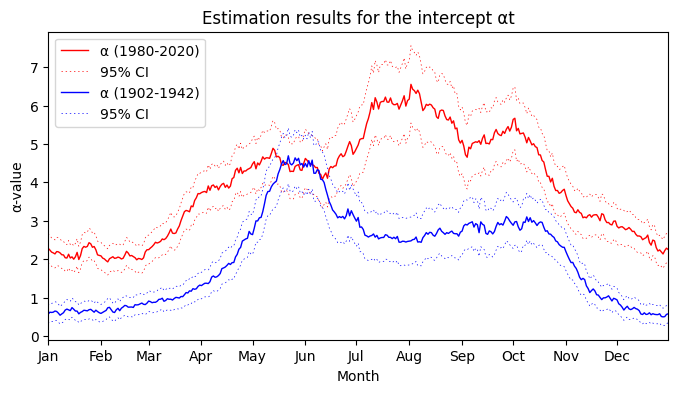 Estimation results for the intercept αt
α (1980-2020)
95% CI
α (1902-1942)
95% CI
7
6
5
4
3
2
1
0
α-value
Jan Feb Mar Apr May Jun Jul Aug Sep Oct Nov Dec
Month